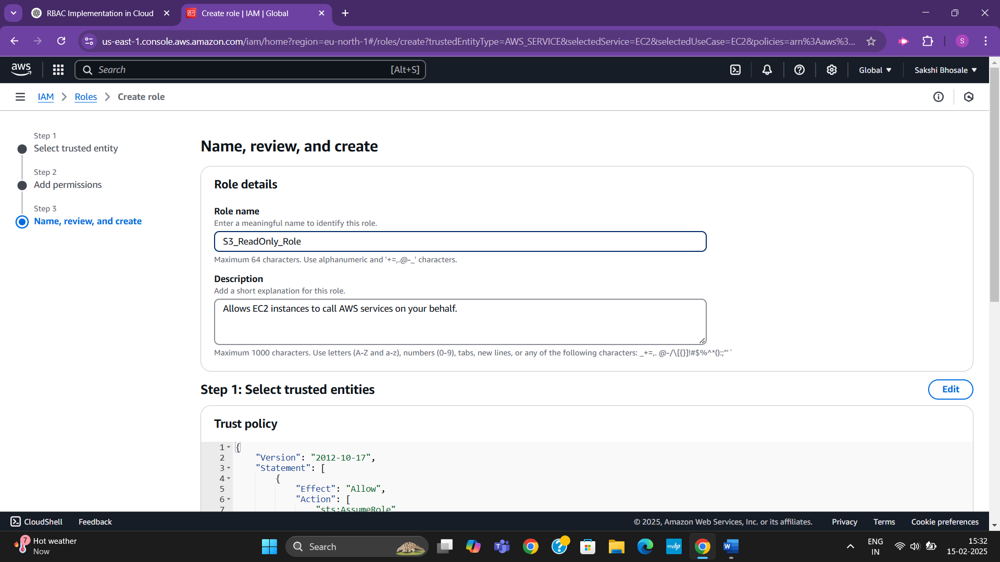 RBAC Implementation in Cloud
Create role | IAM | Global
us-east-1.console.aws.amazon.com/iam/home?region=eu-north-1#/roles/create?trustedEntityType=AWS_SERVICE&selectedService=EC2&selectedUseCase=EC2&policies=arn%3Aaws%3...
S
aws
Search
[Alt+S]
Global
Sakshi Bhosale
IAM
Roles
Create role
Step 1
Select trusted entity
Step 2
Add permissions
Step 3
Name, review, and create
Name, review, and create
Role details
Role name
Enter a meaningful name to identify this role.
S3_ReadOnly_Role
Maximum 64 characters. Use alphanumeric and '+=,.@-_' characters.
Description
Add a short explanation for this role.
Allows EC2 instances to call AWS services on your behalf.
Maximum 1000 characters. Use letters (A-Z and a-z), numbers (0-9), tabs, new lines, or any of the following characters: _+=,. @-/\[{}]!#$%^*();:"'`
Step 1: Select trusted entities
Edit
Trust policy
1 {
2 "Version": "2012-10-17",
3 "Statement": [
4 {
5 "Effect": "Allow",
6 "Action": [
7 "sts:AssumeRole"
CloudShell
Feedback
© 2025, Amazon Web Services, Inc. or its affiliates.
Privacy
Terms
Cookie preferences
7
Hot weather
Now
Search
myhp
ENG
IN
15:32
15-02-2025